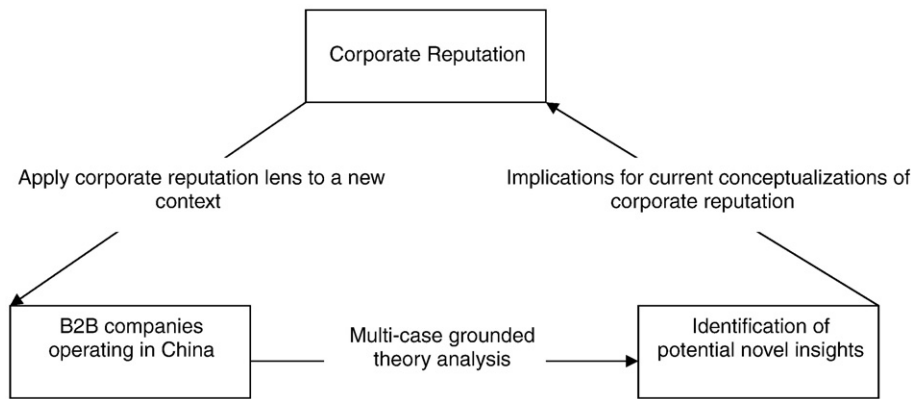 Corporate Reputation
Apply corporate reputation lens to a new
context
Implications for current conceptualizations of
corporate reputation
B2B companies
operating in China
Multi-case grounded
theory analysis
Identification of
potential novel insights